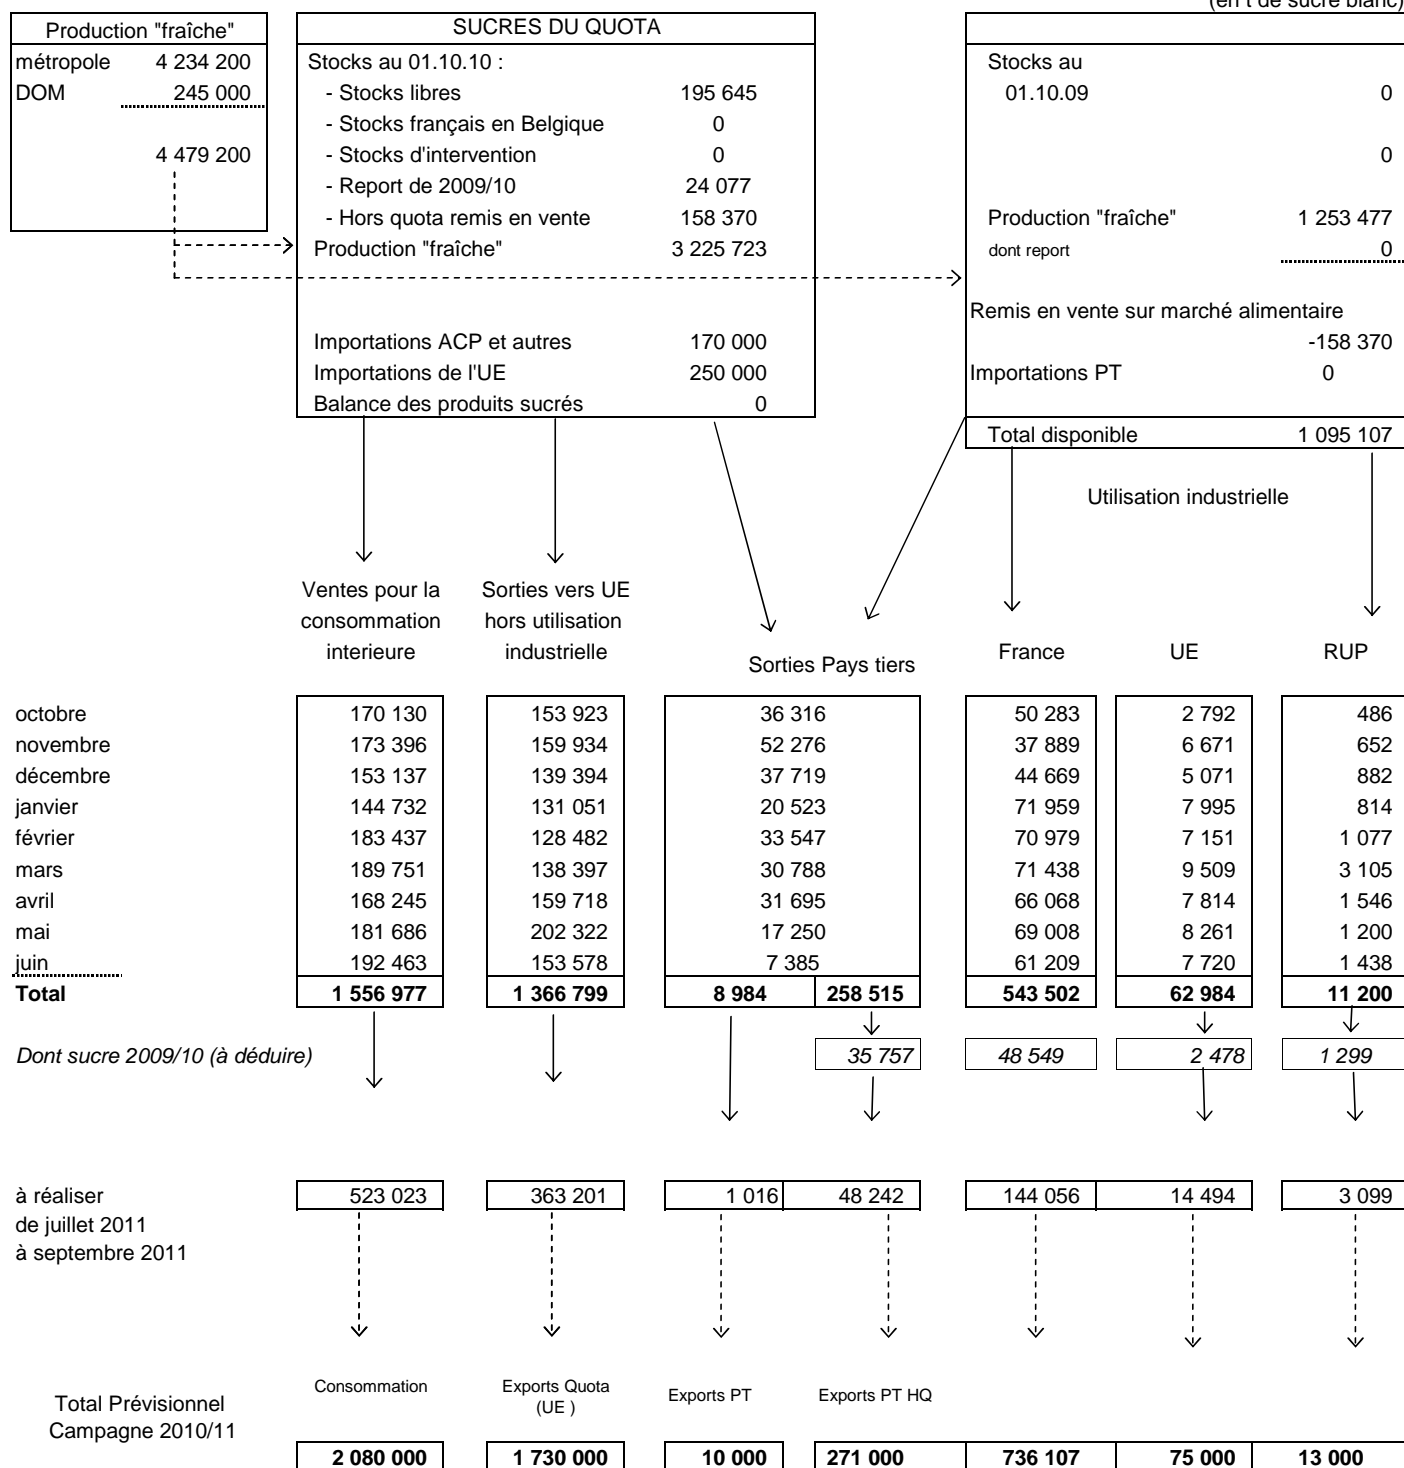 (en t de sucre blanc)
Production "fraîche"
métropole 4 234 200
DOM 245 000
4 479 200
SUCRES DU QUOTA
Stocks au 01.10.10 :
- Stocks libres 195 645
- Stocks français en Belgique 0
- Stocks d'intervention 0
- Report de 2009/10 24 077
- Hors quota remis en vente 158 370
Production "fraîche" 3 225 723
Importations ACP et autres 170 000
Importations de l'UE 250 000
Balance des produits sucrés 0
Stocks au
01.10.09 0
0
Production "fraîche" 1 253 477
dont report 0
Remis en vente sur marché alimentaire
-158 370
Importations PT 0
Total disponible 1 095 107
Utilisation industrielle
Ventes pour la
consommation
interieure
Sorties vers UE
hors utilisation
industrielle
Sorties Pays tiers
France UE RUP
octobre 170 130 153 923 36 316 50 283 2 792 486
novembre 173 396 159 934 52 276 37 889 6 671 652
décembre 153 137 139 394 37 719 44 669 5 071 882
janvier 144 732 131 051 20 523 71 959 7 995 814
février 183 437 128 482 33 547 70 979 7 151 1 077
mars 189 751 138 397 30 788 71 438 9 509 3 105
avril 168 245 159 718 31 695 66 068 7 814 1 546
mai 181 686 202 322 17 250 69 008 8 261 1 200
juin 192 463 153 578 7 385 61 209 7 720 1 438
Total 1 556 977 1 366 799 8 984 258 515 543 502 62 984 11 200
Dont sucre 2009/10 (à déduire) 35 757 48 549 2 478 1 299
à réaliser 523 023 363 201 1 016 48 242 144 056 14 494 3 099
de juillet 2011
à septembre 2011
Total Prévisionnel
Campagne 2010/11
Consommation
Exports Quota
(UE )
Exports PT
Exports PT HQ
2 080 000 1 730 000 10 000 271 000 736 107 75 000 13 000